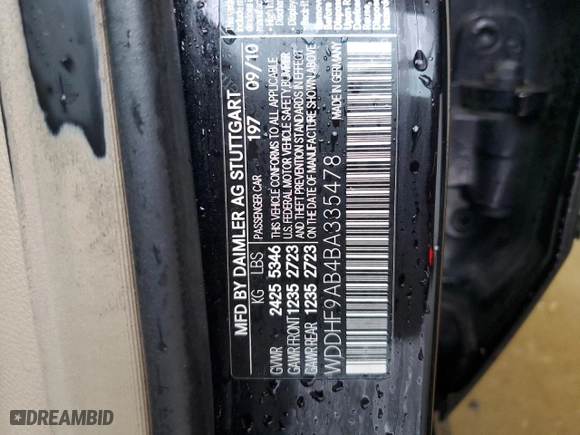 MFD BY DAIMLER AG STUTTGART
KG LBS PASSENGER CAR 197 09/10
GVWR 2425 5346 THIS VEHICLE CONFORMS TO ALL APPLICABLE
GAWR FRONT 1235 2723 U.S. FEDERAL MOTOR VEHICLE SAFETY, BUMPER
AND THEFT PREVENTION STANDARDS IN EFFECT
GAWR REAR 1235 2723 ON THE DATE OF MANUFACTURE SHOWN ABOVE
WDDHF9AB4BA335478 MADE IN GERMANY
DREAMBID